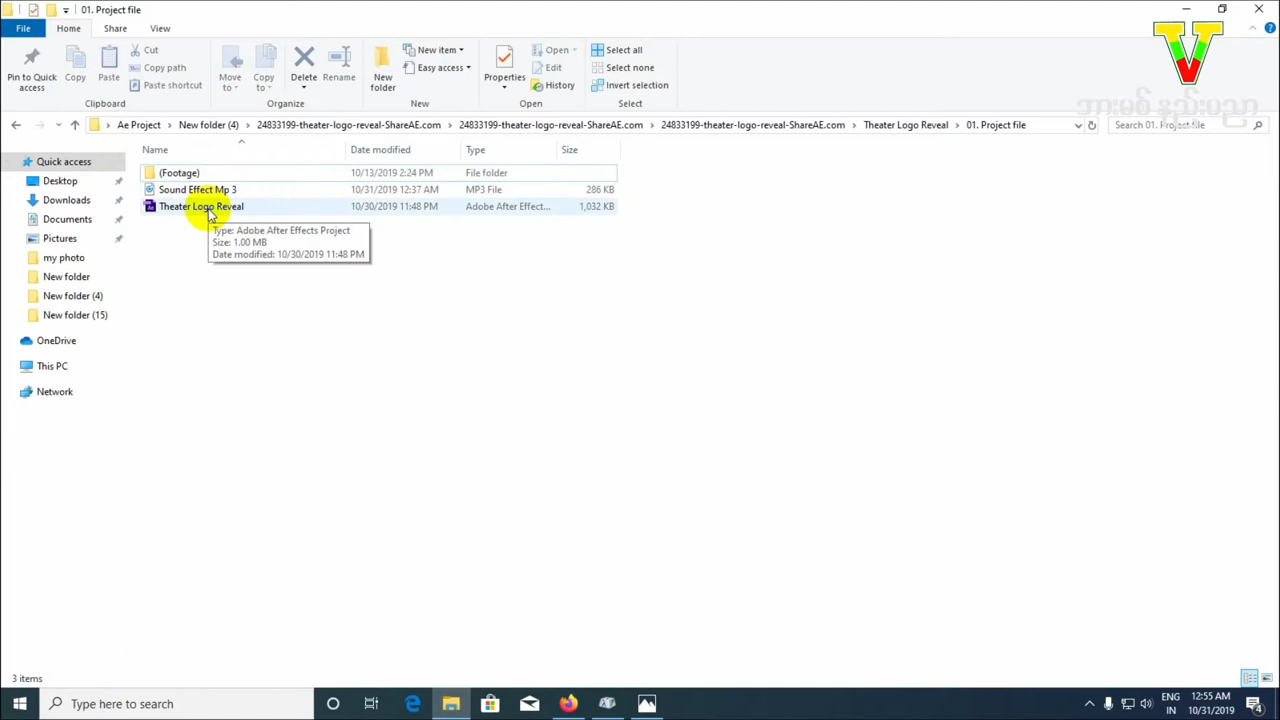 01. Project file
File Home Share View
Pin to Quick access
Copy
Paste
Cut
Copy path
Paste shortcut
Clipboard
Move to
Copy to
Delete
Rename
Organize
New folder
New item
Easy access
New
Properties
Open
Edit
History
Open
Select all
Select none
Invert selection
Select
V
Ae Project > New folder (4) > 24833199-theater-logo-reveal-ShareAE.com > 24833199-theater-logo-reveal-ShareAE.com > 24833199-theater-logo-reveal-ShareAE.com > Theater Logo Reveal > 01. Project file
Search 01. Project file
Name Date modified Type Size
(Footage) 10/13/2019 2:24 PM File folder
Sound Effect Mp 3 10/31/2019 12:37 AM MP3 File 286 KB
Theater Logo Reveal 10/30/2019 11:48 PM Adobe After Effect... 1,032 KB
Type: Adobe After Effects Project
Size: 1.00 MB
Date modified: 10/30/2019 11:48 PM
Quick access
Desktop
Downloads
Documents
Pictures
my photo
New folder
New folder (4)
New folder (15)
OneDrive
This PC
Network
3 items
Type here to search
ENG
IN
12:55 AM
10/31/2019
4